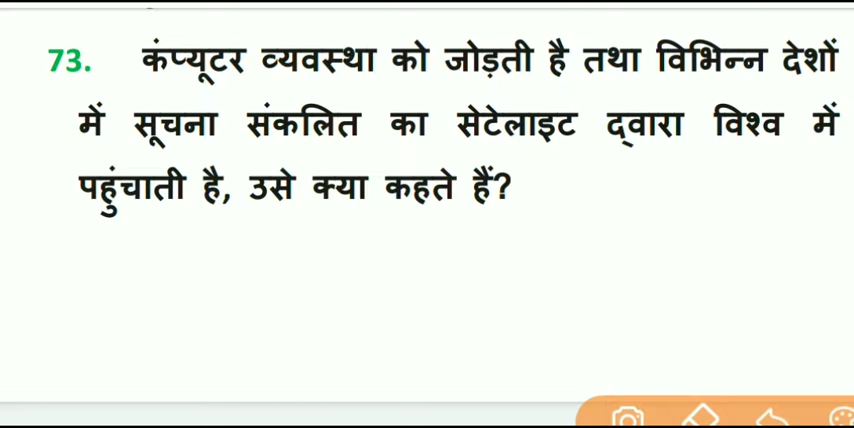 73. कंप्यूटर व्यवस्था को जोड़ती है तथा विभिन्न देशों
में सूचना संकलित का सेटेलाइट द्वारा विश्व में
पहुंचाती है, उसे क्या कहते हैं?